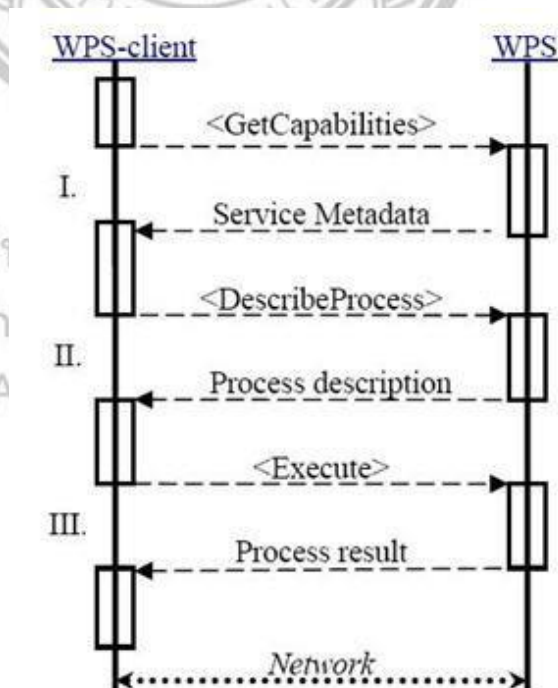 WPS-client WPS
<GetCapabilities>
I.
Service Metadata
<DescribeProcess>
II.
Process description
<Execute>
III.
Process result
Network